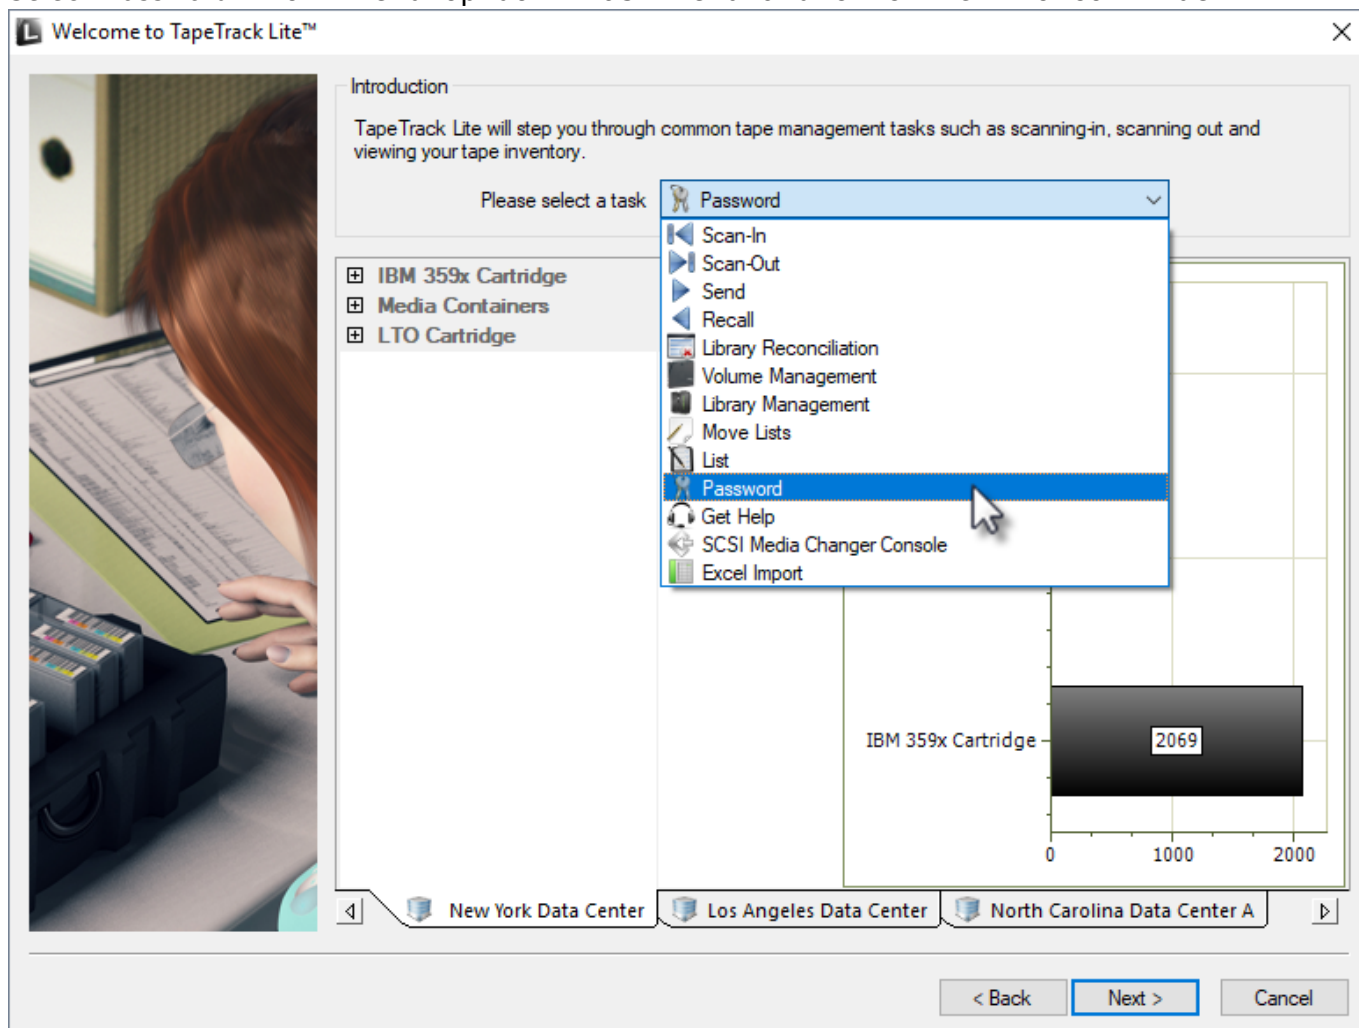 Welcome to TapeTrack Lite™
Introduction
TapeTrack Lite will step you through common tape management tasks such as scanning-in, scanning out and
viewing your tape inventory.
Please select a task
Password
Scan-In
Scan-Out
Send
Recall
Library Reconciliation
Volume Management
Library Management
Move Lists
List
Password
Get Help
SCSI Media Changer Console
Excel Import
IBM 359x Cartridge
Media Containers
LTO Cartridge
IBM 359x Cartridge
2069
0 1000 2000
New York Data Center
Los Angeles Data Center
North Carolina Data Center A
< Back
Next >
Cancel